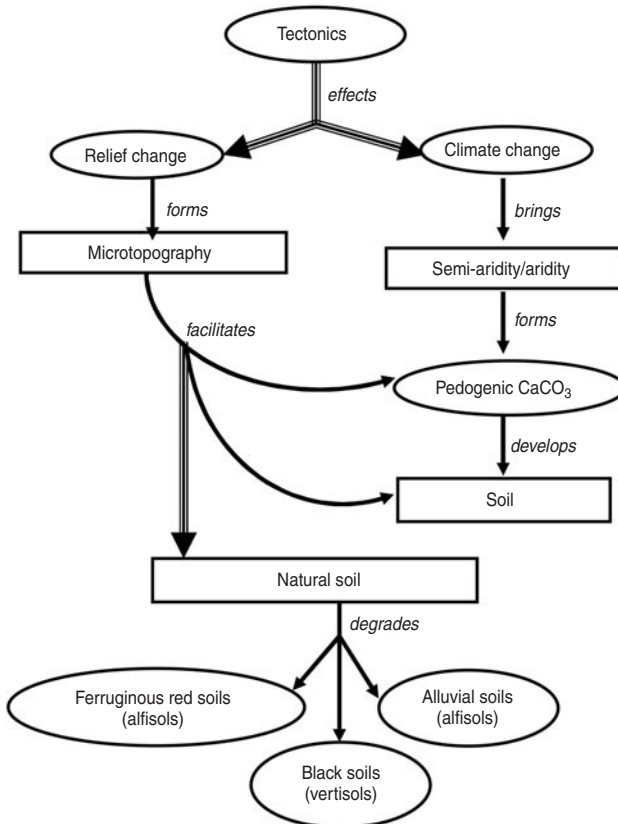 Tectonics
effects
Relief change
Climate change
forms
brings
Microtopography
Semi-aridity/aridity
facilitates
forms
Pedogenic CaCO₃
develops
Soil
Natural soil
degrades
Ferruginous red soils
(alfisols)
Alluvial soils
(alfisols)
Black soils
(vertisols)